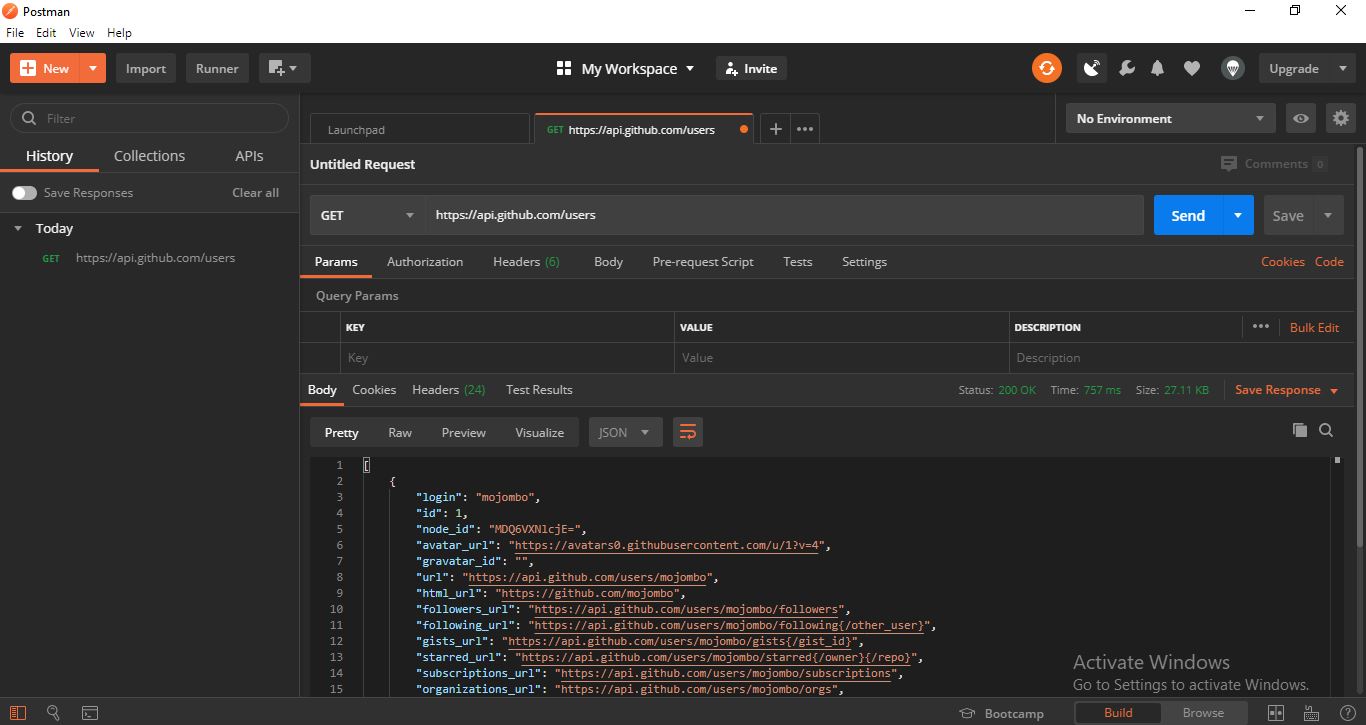 Postman
File Edit View Help
New Import Runner My Workspace Invite Upgrade
Filter
History Collections APIs
Save Responses Clear all
Today
GET https://api.github.com/users
Launchpad GET https://api.github.com/users No Environment
Untitled Request Comments 0
GET https://api.github.com/users Send Save
Params Authorization Headers (6) Body Pre-request Script Tests Settings Cookies Code
Query Params
KEY VALUE DESCRIPTION Bulk Edit
Key Value Description
Body Cookies Headers (24) Test Results Status: 200 OK Time: 757 ms Size: 27.11 KB Save Response
Pretty Raw Preview Visualize JSON
1 [
2 {
3 "login": "mojombo",
4 "id": 1,
5 "node_id": "MDQ6VXNlcjE=",
6 "avatar_url": "https://avatars0.githubusercontent.com/u/1?v=4",
7 "gravatar_id": "",
8 "url": "https://api.github.com/users/mojombo",
9 "html_url": "https://github.com/mojombo",
10 "followers_url": "https://api.github.com/users/mojombo/followers",
11 "following_url": "https://api.github.com/users/mojombo/following{/other_user}",
12 "gists_url": "https://api.github.com/users/mojombo/gists{/gist_id}",
13 "starred_url": "https://api.github.com/users/mojombo/starred{/owner}{/repo}",
14 "subscriptions_url": "https://api.github.com/users/mojombo/subscriptions",
15 "organizations_url": "https://api.github.com/users/mojombo/orgs",
Activate Windows
Go to Settings to activate Windows.
Bootcamp Build Browse